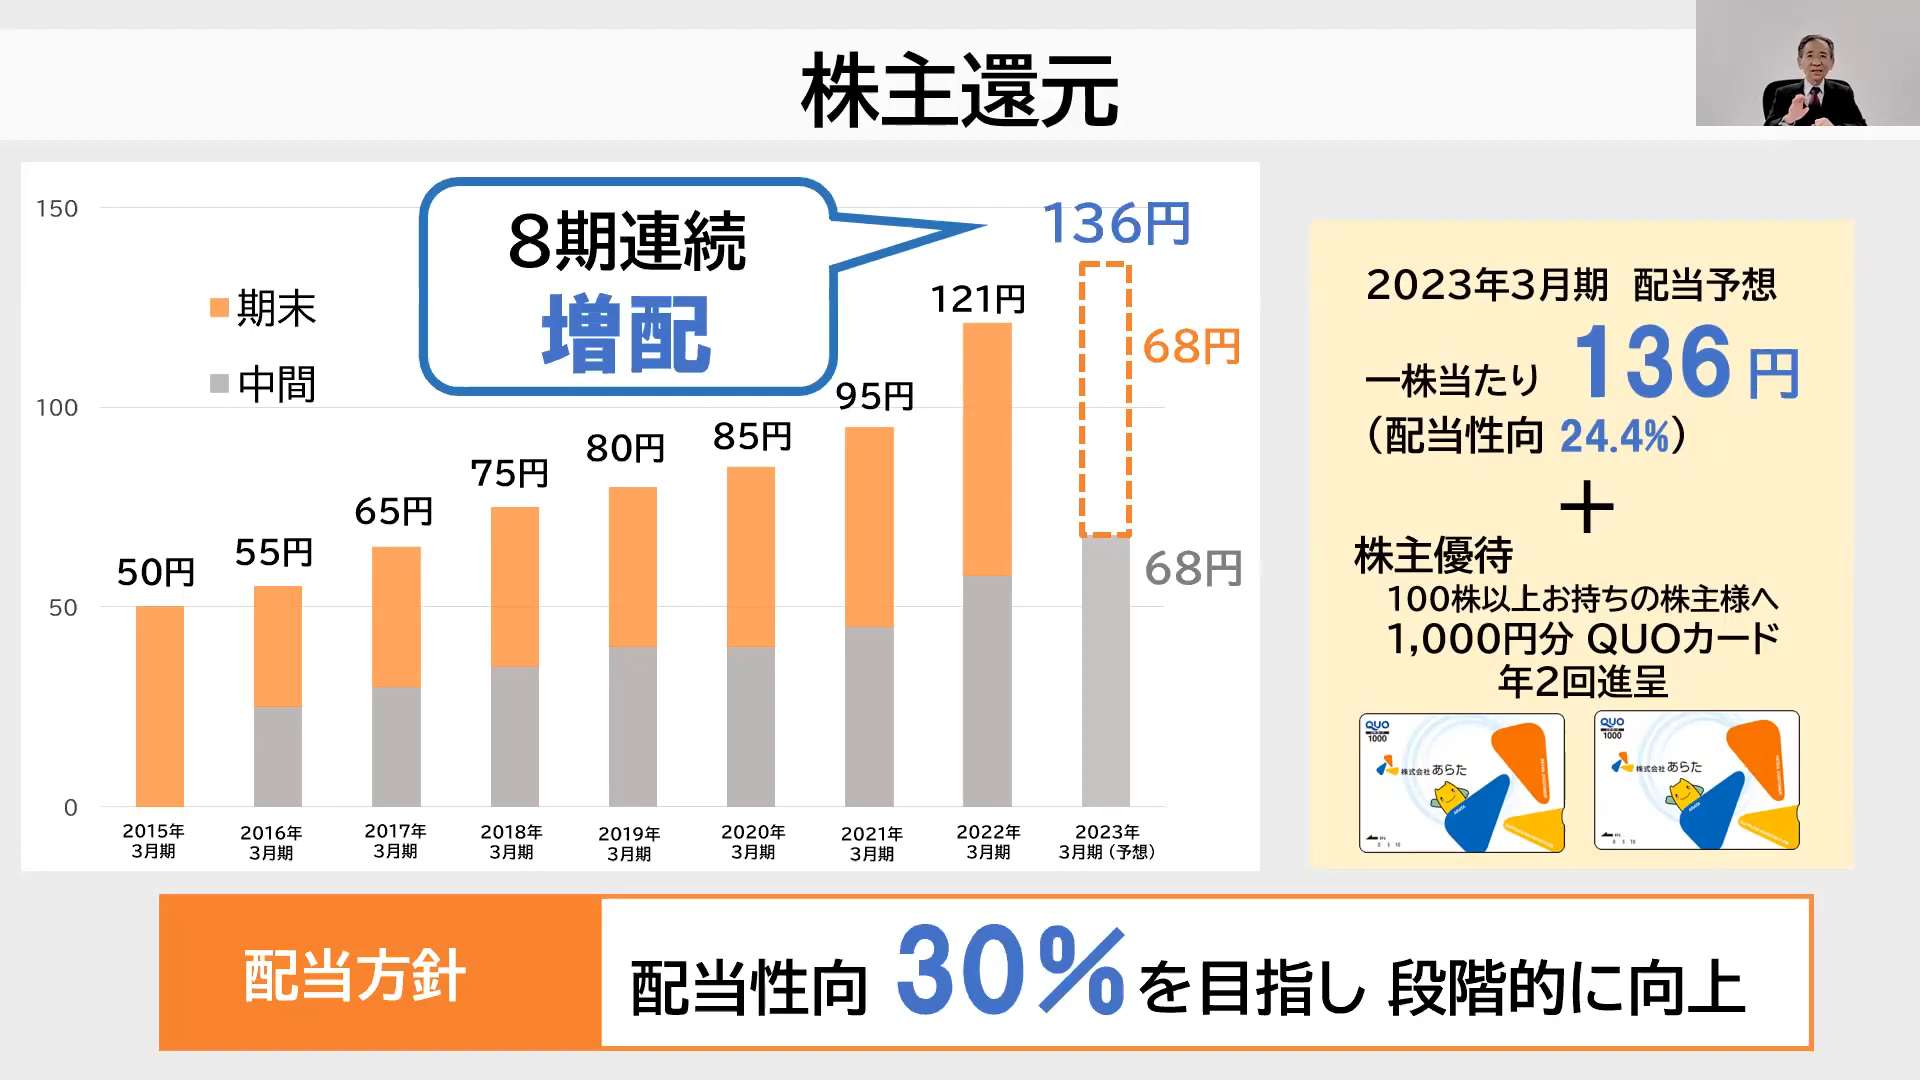 株主還元
150
100
50
0
期末
中間
8期連続
増配
50円
55円
65円
75円
80円
85円
95円
121円
136円
68円
68円
2015年
3月期
2016年
3月期
2017年
3月期
2018年
3月期
2019年
3月期
2020年
3月期
2021年
3月期
2022年
3月期
2023年
3月期（予想）
2023年3月期 配当予想
一株当たり 136円
（配当性向 24.4%）
＋
株主優待
100株以上お持ちの株主様へ
1,000円分 QUOカード
年2回進呈
QUO
1000
株式会社あらた
QUO
1000
株式会社あらた
配当方針
配当性向 30%を目指し 段階的に向上